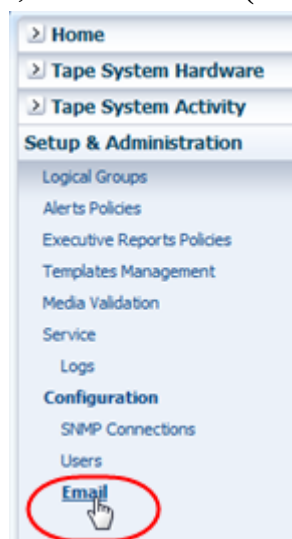 Home
Tape System Hardware
Tape System Activity
Setup & Administration
Logical Groups
Alerts Policies
Executive Reports Policies
Templates Management
Media Validation
Service
Logs
Configuration
SNMP Connections
Users
Email